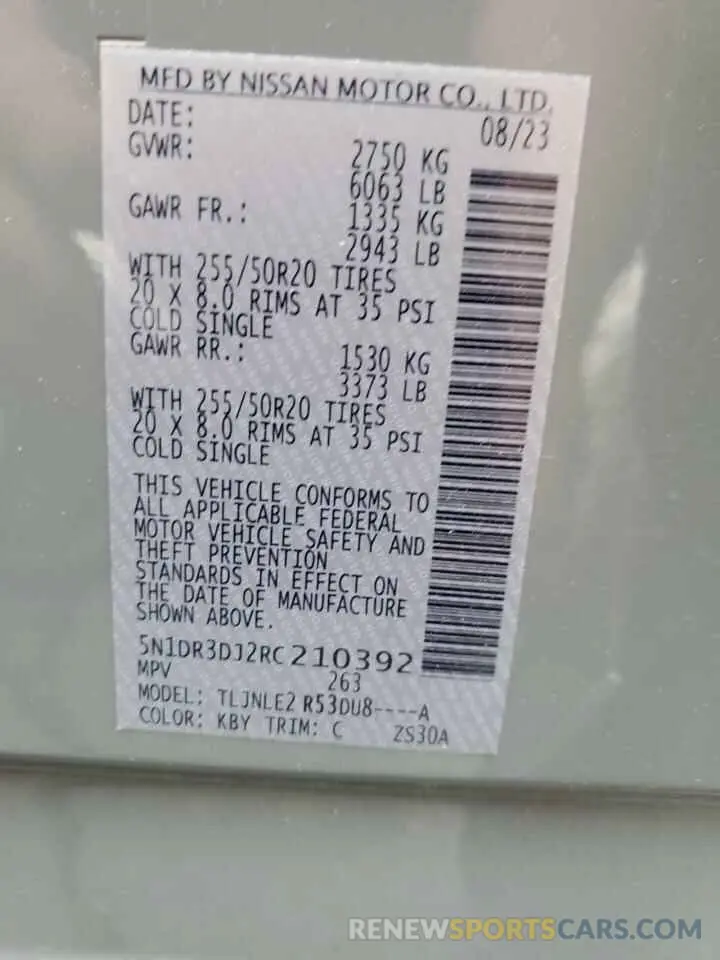 MFD BY NISSAN MOTOR CO., LTD.
DATE: 08/23
GVWR: 2750 KG
6063 LB
GAWR FR.: 1335 KG
2943 LB
WITH 255/50R20 TIRES
20 X 8.0 RIMS AT 35 PSI
COLD SINGLE
GAWR RR.: 1530 KG
3373 LB
WITH 255/50R20 TIRES
20 X 8.0 RIMS AT 35 PSI
COLD SINGLE
THIS VEHICLE CONFORMS TO
ALL APPLICABLE FEDERAL
MOTOR VEHICLE SAFETY AND
THEFT PREVENTION
STANDARDS IN EFFECT ON
THE DATE OF MANUFACTURE
SHOWN ABOVE.
5N1DR3DJ2RC210392
MPV 263
MODEL: TLJNLE2 R53DU8----A
COLOR: KBY TRIM: C ZS30A
RENEWSPORTSCARS.COM